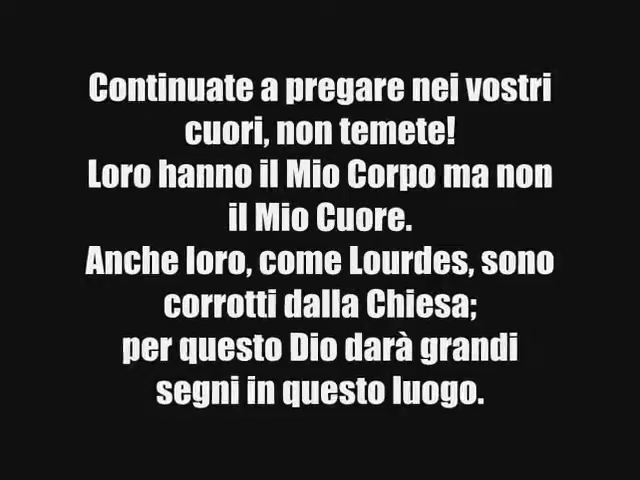 Continuate a pregare nei vostri
cuori, non temete!
Loro hanno il Mio Corpo ma non
il Mio Cuore.
Anche loro, come Lourdes, sono
corrotti dalla Chiesa;
per questo Dio darà grandi
segni in questo luogo.